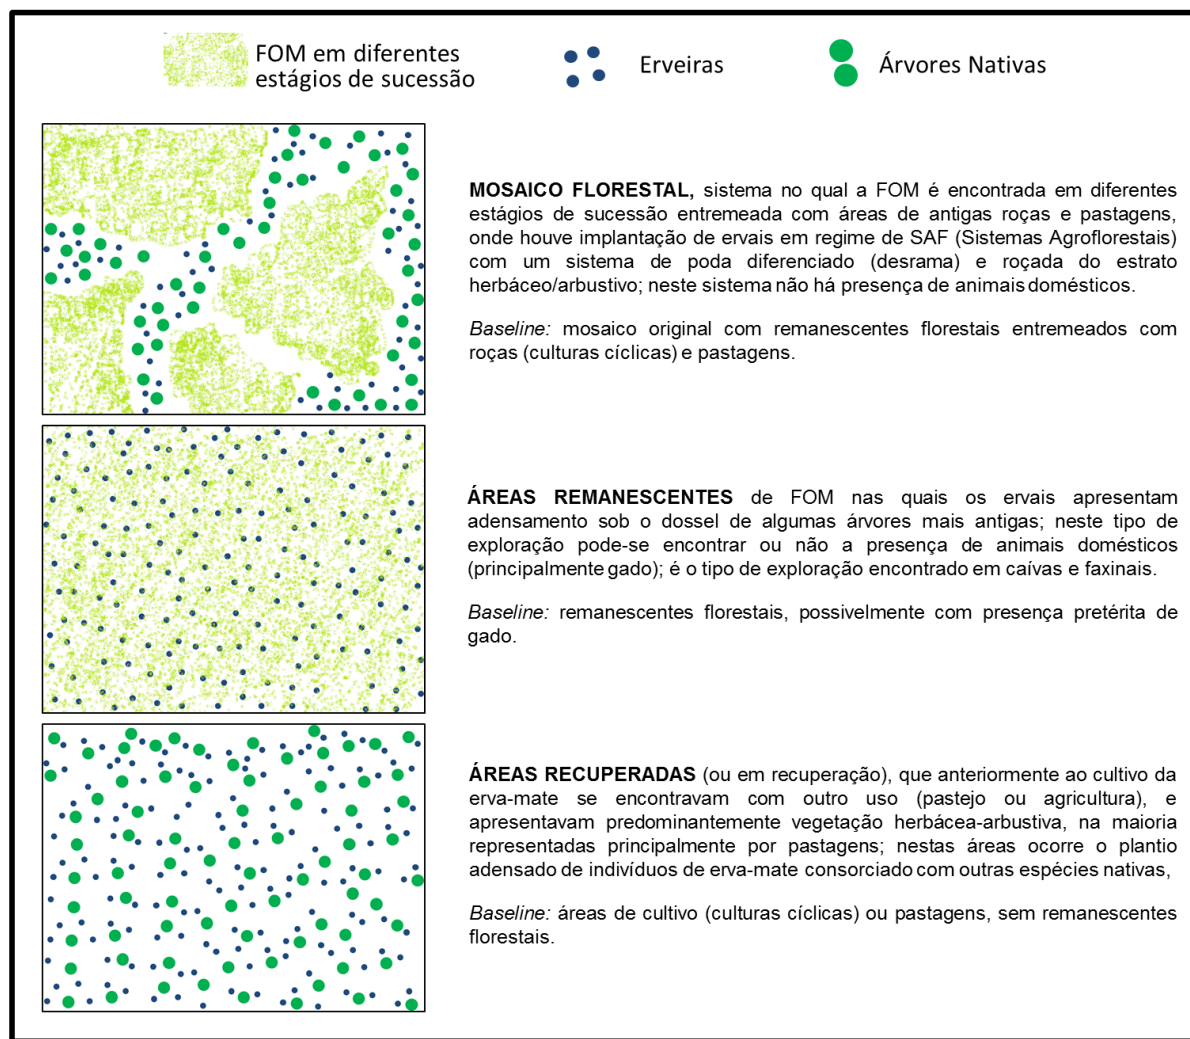 FOM em diferentes
estágios de sucessão
Erveiras
Árvores Nativas
MOSAICO FLORESTAL, sistema no qual a FOM é encontrada em diferentes
estágios de sucessão entremeada com áreas de antigas roças e pastagens,
onde houve implantação de ervais em regime de SAF (Sistemas Agroflorestais)
com um sistema de poda diferenciado (desrama) e roçada do estrato
herbáceo/arbustivo; neste sistema não há presença de animais domésticos.
Baseline: mosaico original com remanescentes florestais entremeados com
roças (culturas cíclicas) e pastagens.
ÁREAS REMANESCENTES de FOM nas quais os ervais apresentam
adensamento sob o dossel de algumas árvores mais antigas; neste tipo de
exploração pode-se encontrar ou não a presença de animais domésticos
(principalmente gado); é o tipo de exploração encontrado em caívas e faxinais.
Baseline: remanescentes florestais, possivelmente com presença pretérita de
gado.
ÁREAS RECUPERADAS (ou em recuperação), que anteriormente ao cultivo da
erva-mate se encontravam com outro uso (pastejo ou agricultura), e
apresentavam predominantemente vegetação herbácea-arbustiva, na maioria
representadas principalmente por pastagens; nestas áreas ocorre o plantio
adensado de indivíduos de erva-mate consorciado com outras espécies nativas,
Baseline: áreas de cultivo (culturas cíclicas) ou pastagens, sem remanescentes
florestais.